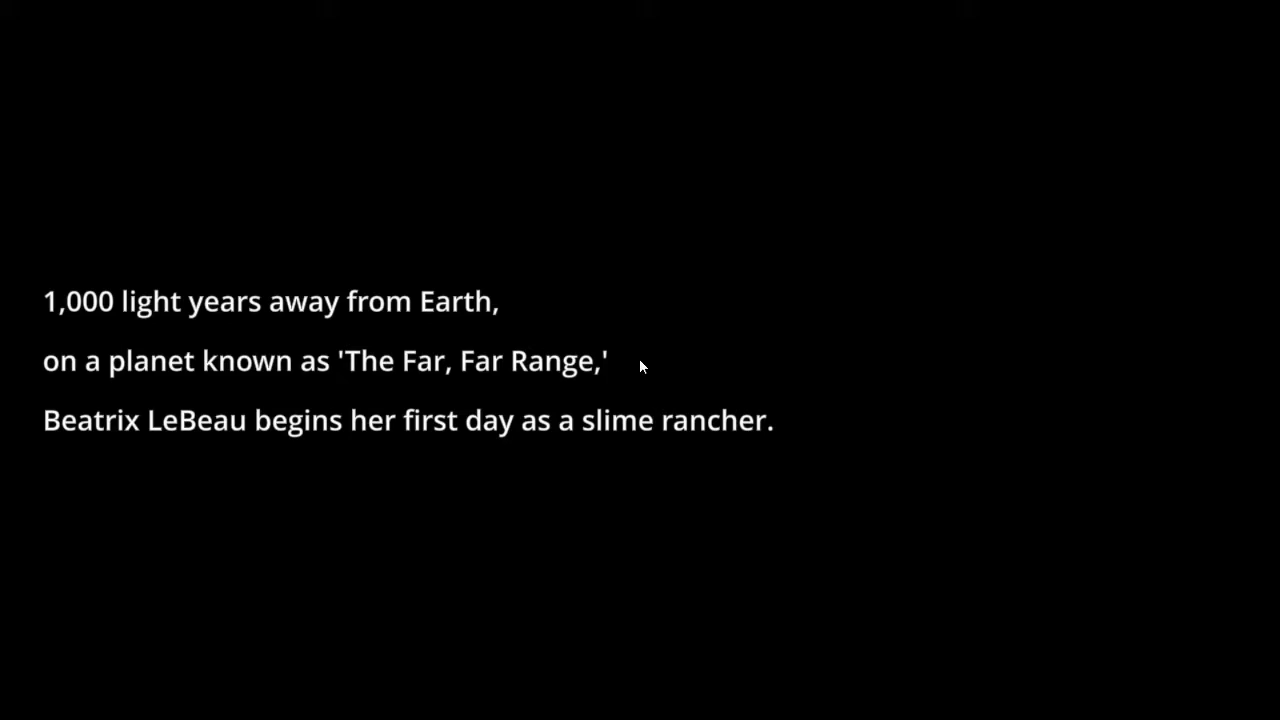 1,000 light years away from Earth,
on a planet known as 'The Far, Far Range,'
Beatrix LeBeau begins her first day as a slime rancher.